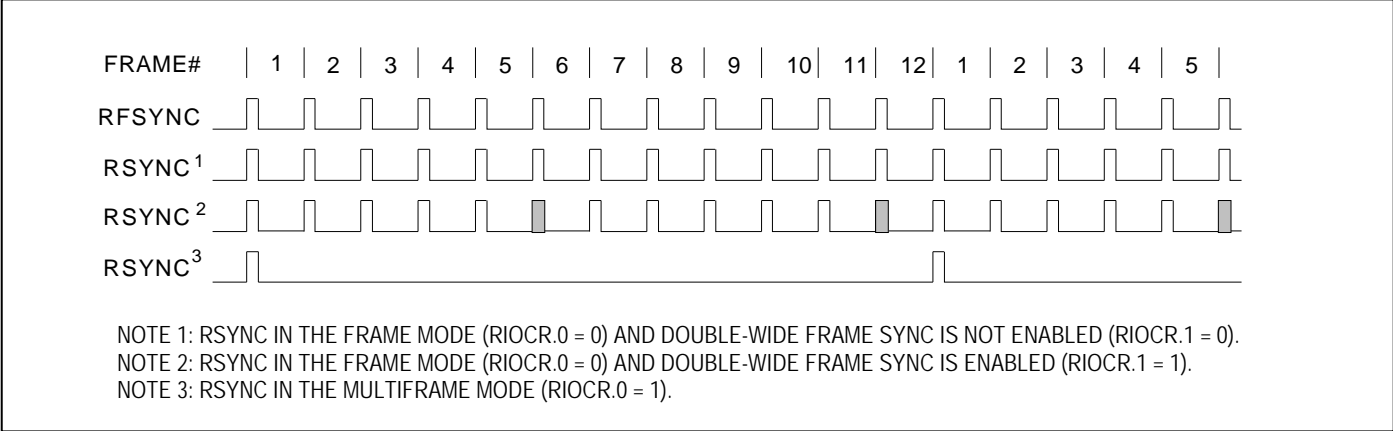 FRAME# 1 2 3 4 5 6 7 8 9 10 11 12 1 2 3 4 5
RFSYNC
RSYNC 1
RSYNC 2
RSYNC 3
NOTE 1: RSYNC IN THE FRAME MODE (RIOCR.0 = 0) AND DOUBLE-WIDE FRAME SYNC IS NOT ENABLED (RIOCR.1 = 0).
NOTE 2: RSYNC IN THE FRAME MODE (RIOCR.0 = 0) AND DOUBLE-WIDE FRAME SYNC IS ENABLED (RIOCR.1 = 1).
NOTE 3: RSYNC IN THE MULTIFRAME MODE (RIOCR.0 = 1).